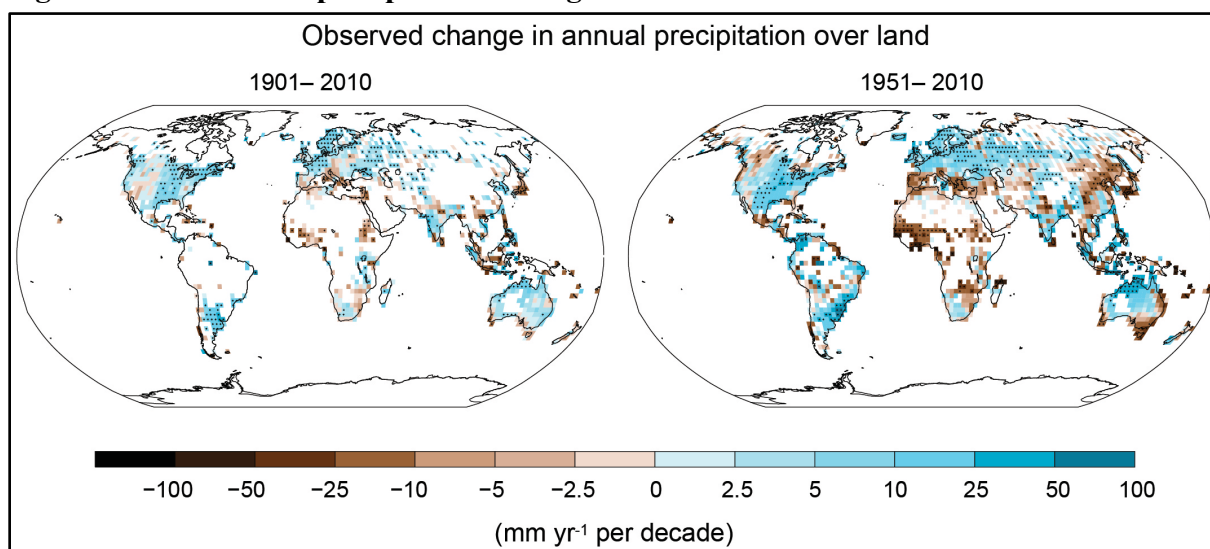 Observed change in annual precipitation over land
1901– 2010
1951– 2010
−100 −50 −25 −10 −5 −2.5 0 2.5 5 10 25 50 100
(mm yr-1 per decade)